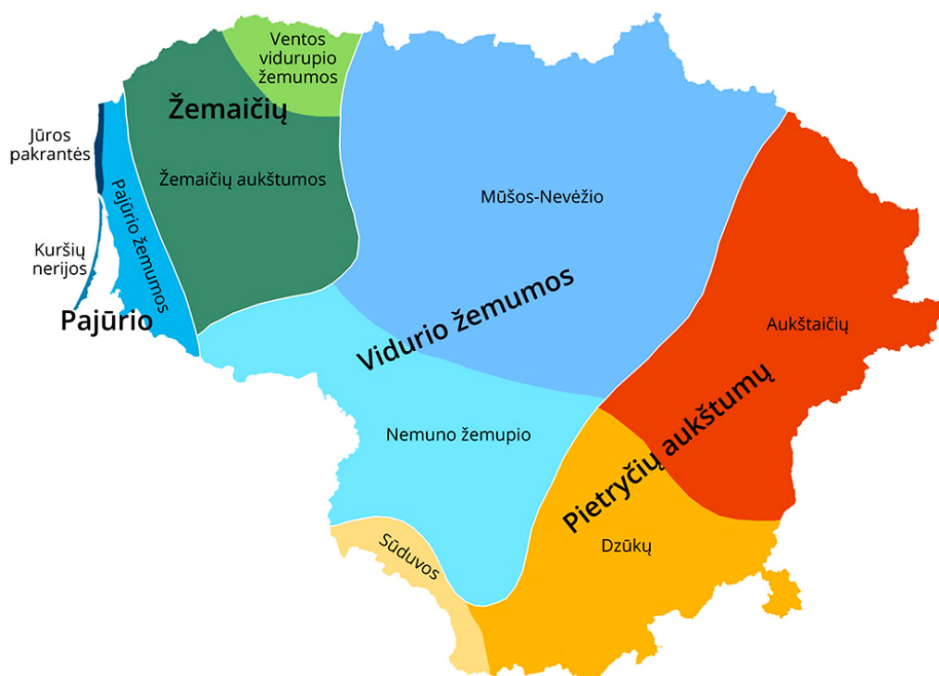 Ventos
vidurupio
žemumos
Žemaičių
Jūros
pakrantės
Žemaičių aukštumos
Pajūrio žemumos
Mūšos-Nevėžio
Kuršių
nerijos
Pajūrio
Vidurio žemumos
Aukštaičių
Nemuno žemupio
Pietryčių aukštumų
Sūduvos
Dzūkų